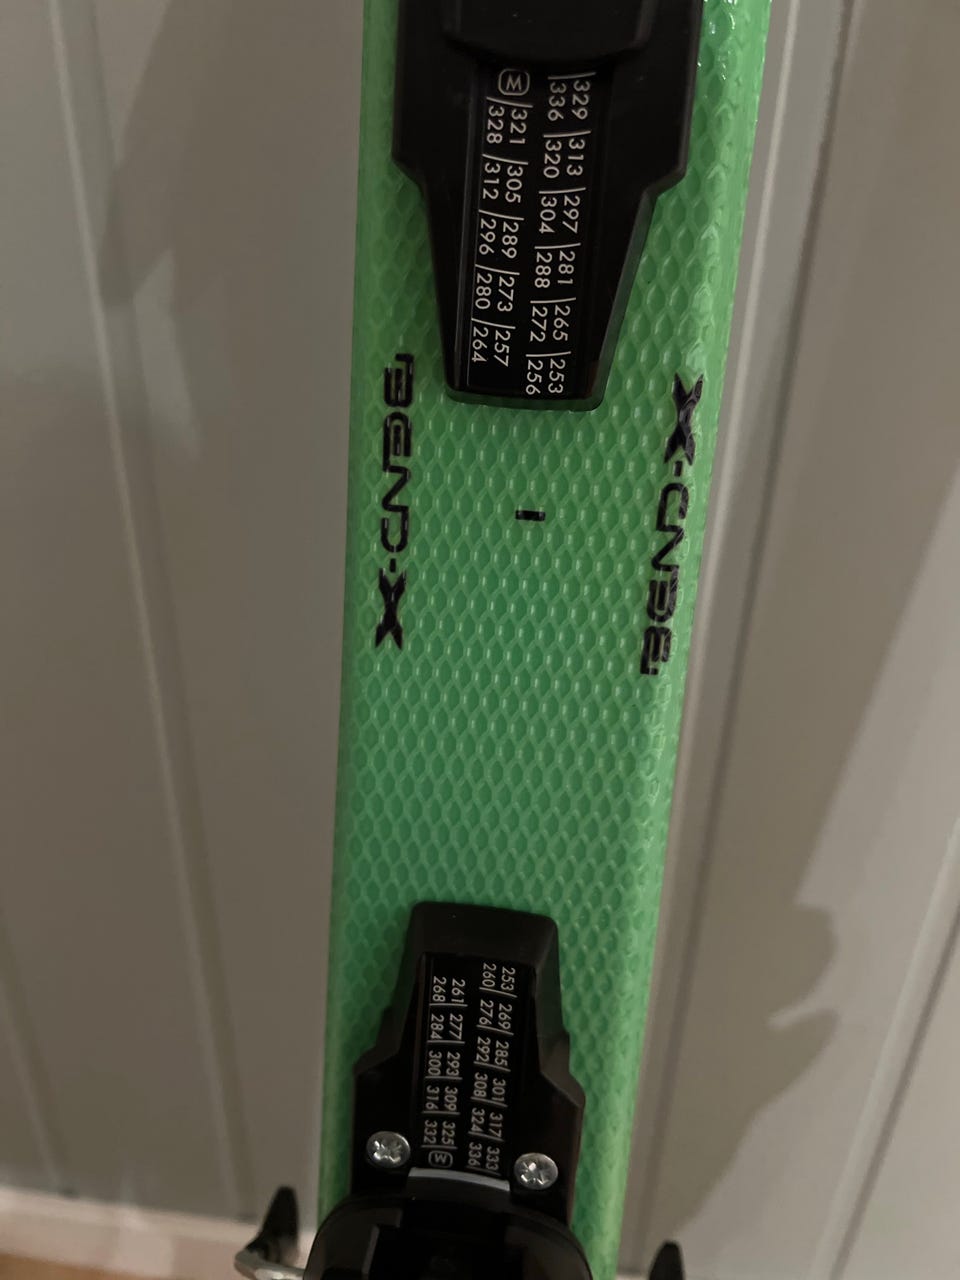 |329 |313 |297 |281 |265 |253
|336 |320 |304 |288 |272 |256
M |321 |305 |289 |273 |257
|328 |312 |296 |280 |264
BEND-X
BEND-X
253| 269| 285| 301| 317| 333|
260| 276| 292| 308| 324| 336|
261| 277| 293| 309| 325| M
268| 284| 300| 316| 332|